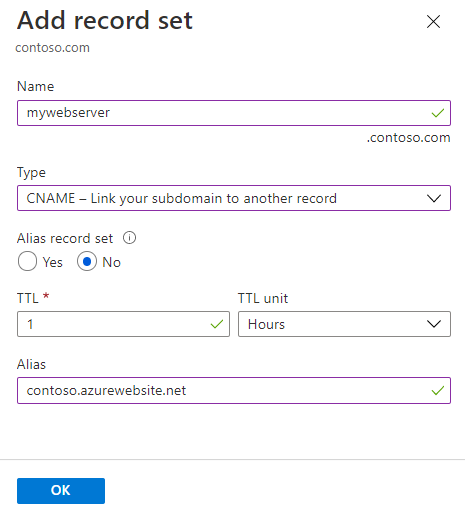 Add record set
contoso.com
Name
mywebserver
.contoso.com
Type
CNAME – Link your subdomain to another record
Alias record set
Yes No
TTL * TTL unit
1 Hours
Alias
contoso.azurewebsite.net
OK